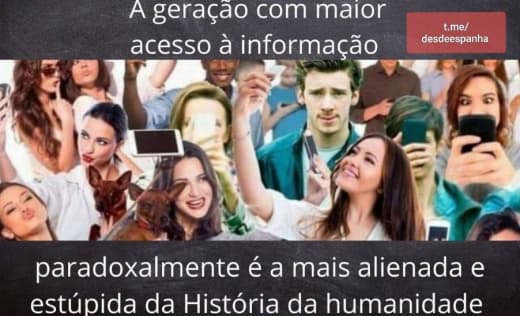 A geração com maior
acesso à informação
t.me/
desdeespanha
paradoxalmente é a mais alienada e
estúpida da História da humanidade